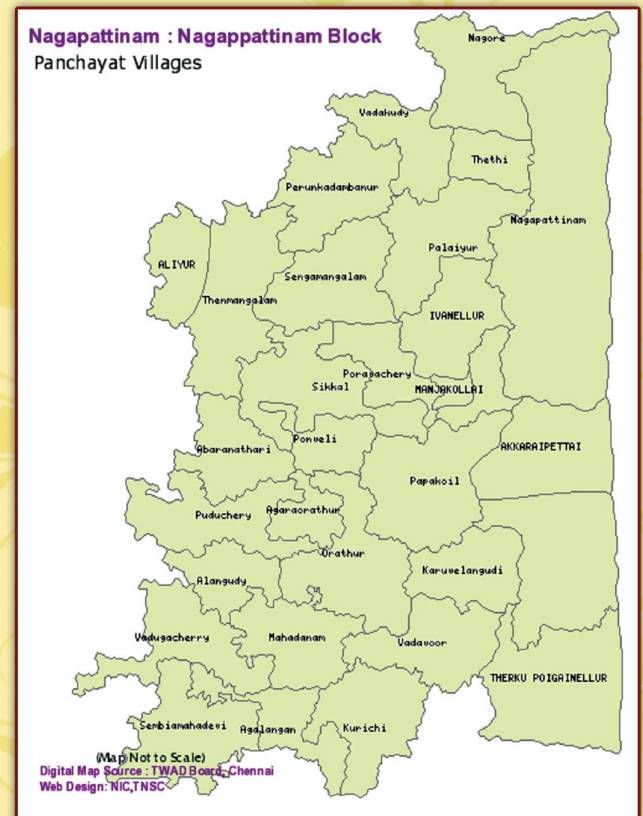 Nagapattinam : Nagappattinam Block
Panchayat Villages
Nagore
Vadakudy
Thethi
Perunkadambanur
Nagapattinam
Palaiyur
ALIYUR
Sengamangalam
Thenmangalam
IVANELLUR
Poravachery
Sikkal
MANJAKOLLAI
Ponveli
Abaranathari
AKKARAIPETTAI
Papakoil
Agaraorathur
Puduchery
Orathur
Karuvelangudi
Alangudy
Vadugacherry
Mahadanam
Vadavoor
THERKU POIGAINELLUR
Sembiamahadevi
Agalangan
Kurichi
(Map Not to Scale)
Digital Map Source : TWAD Board, Chennai
Web Design: NIC,TNSC